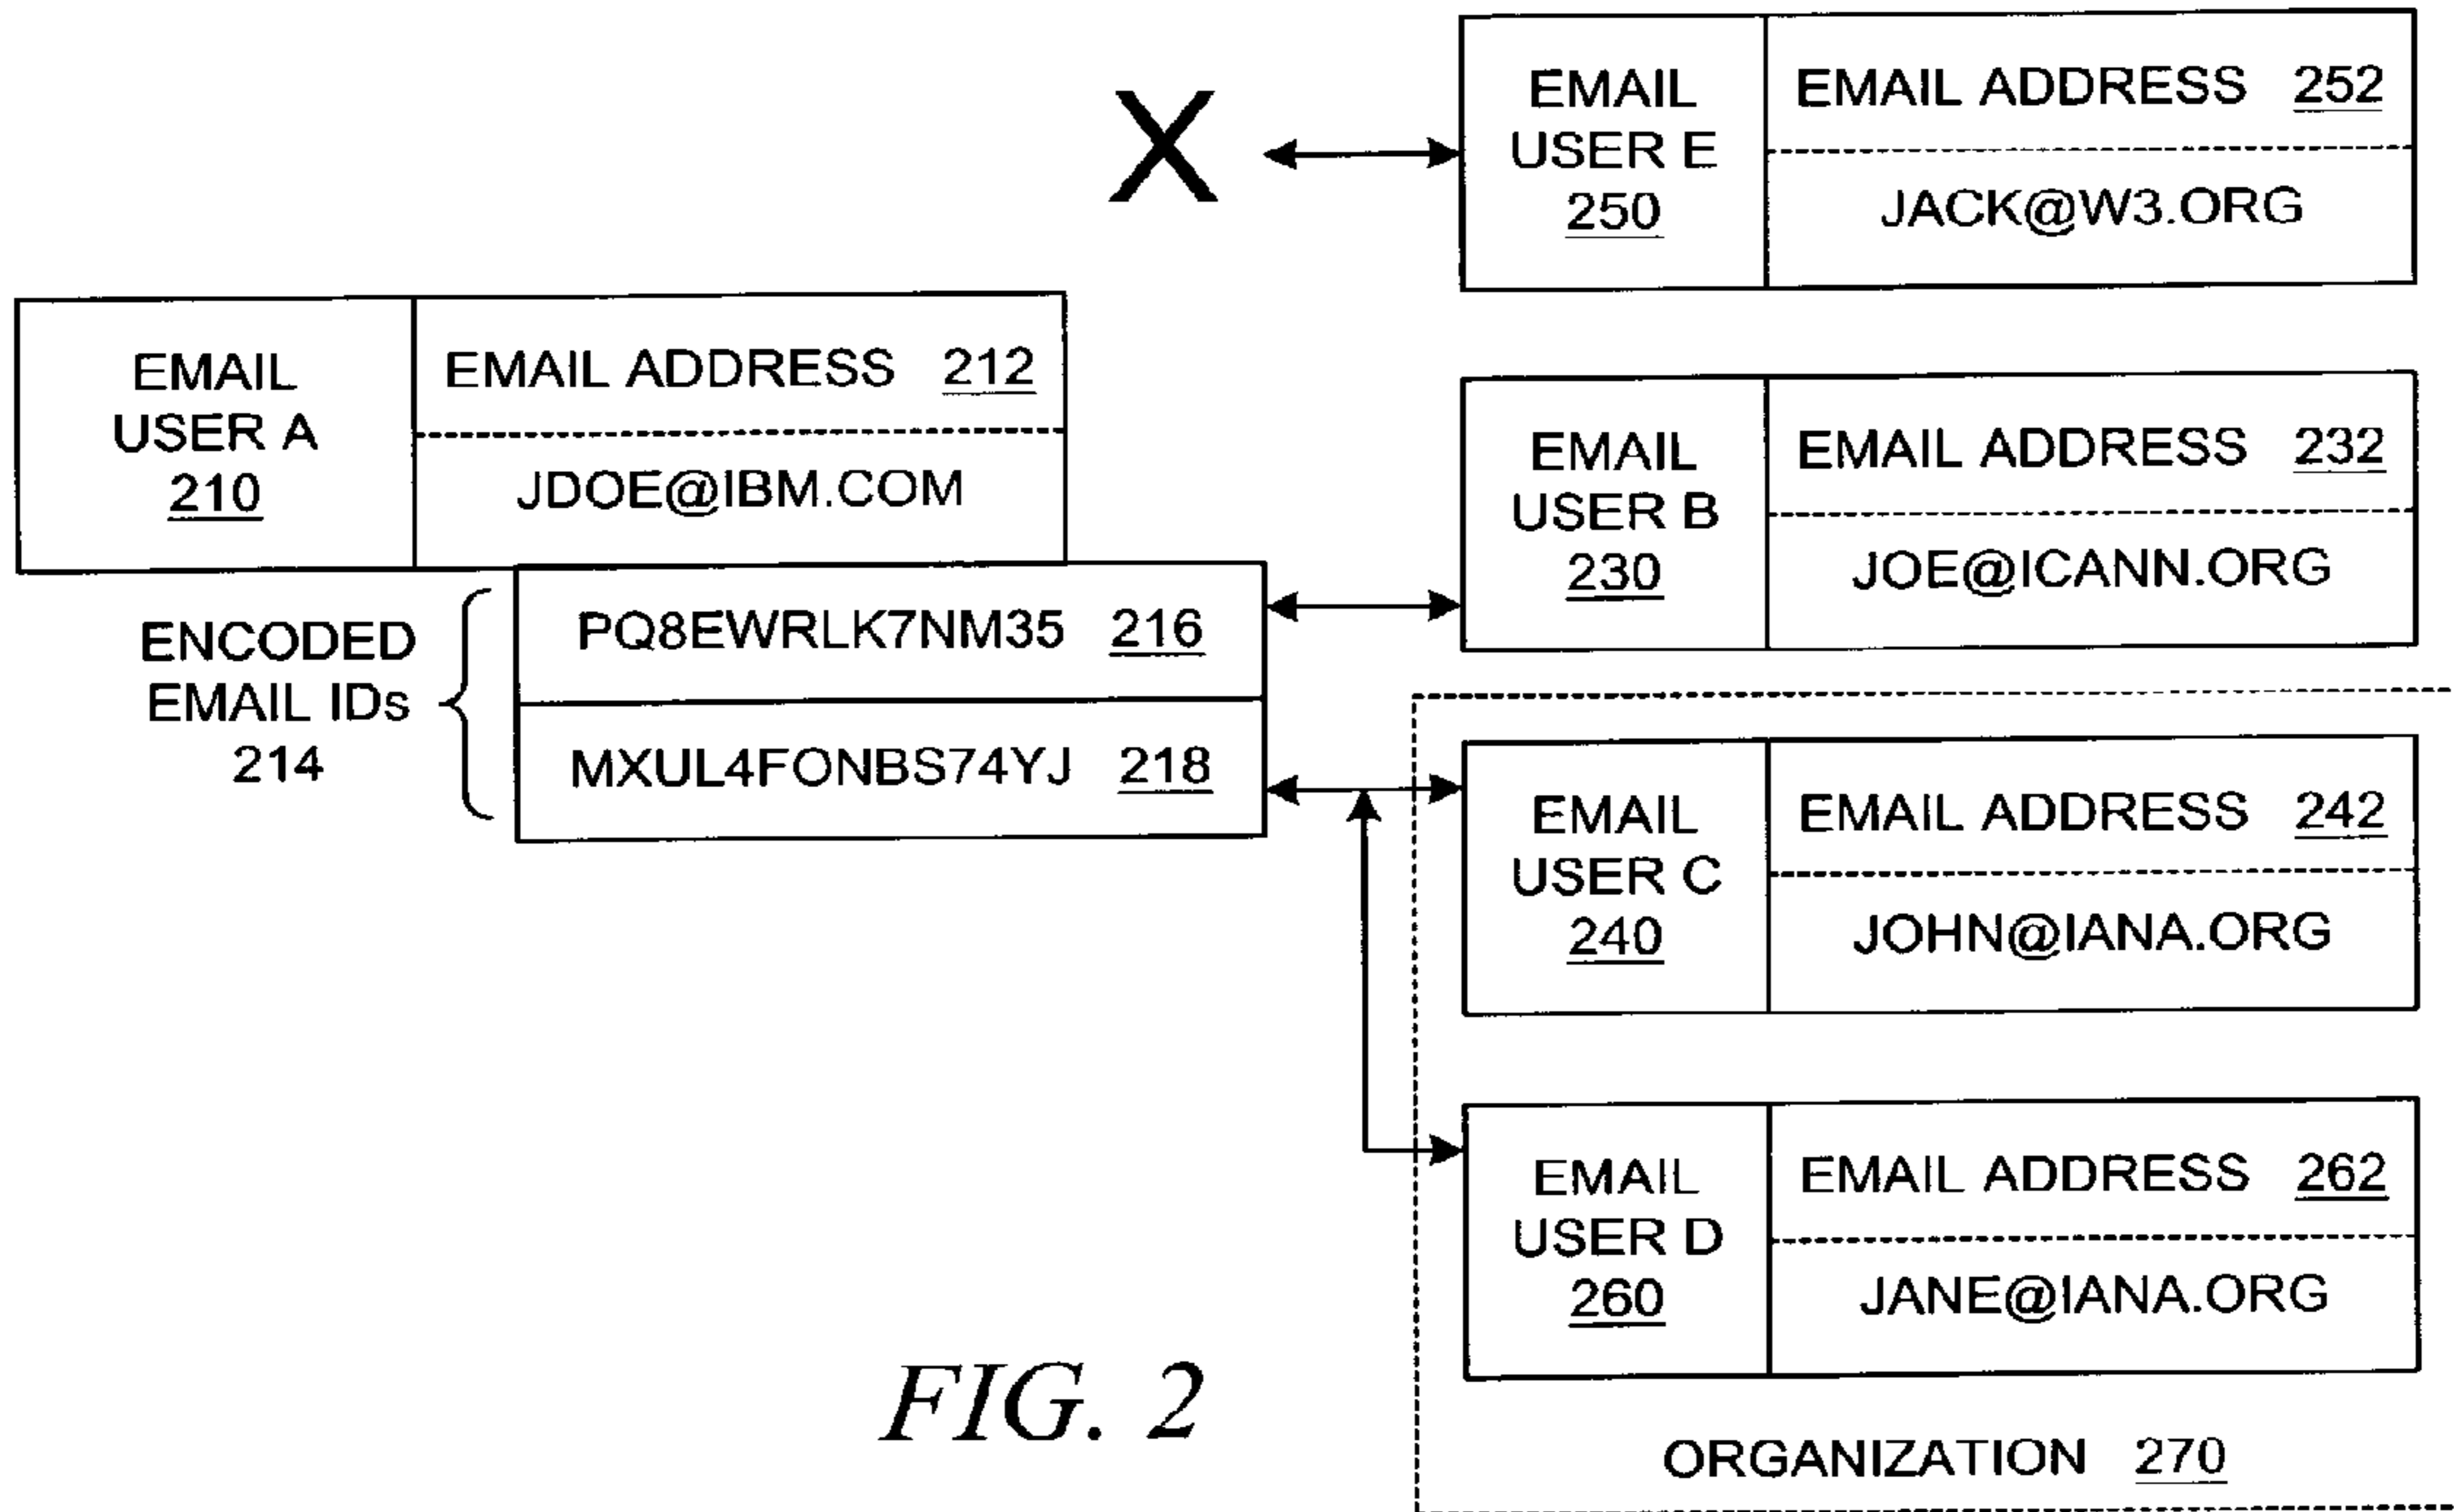 X
EMAIL
USER E
250
EMAIL ADDRESS 252
JACK@W3.ORG
EMAIL
USER A
210
EMAIL ADDRESS 212
JDOE@IBM.COM
ENCODED
EMAIL IDs
214
PQ8EWRLK7NM35 216
MXUL4FONBS74YJ 218
EMAIL
USER B
230
EMAIL ADDRESS 232
JOE@ICANN.ORG
EMAIL
USER C
240
EMAIL ADDRESS 242
JOHN@IANA.ORG
EMAIL
USER D
260
EMAIL ADDRESS 262
JANE@IANA.ORG
ORGANIZATION 270
FIG. 2